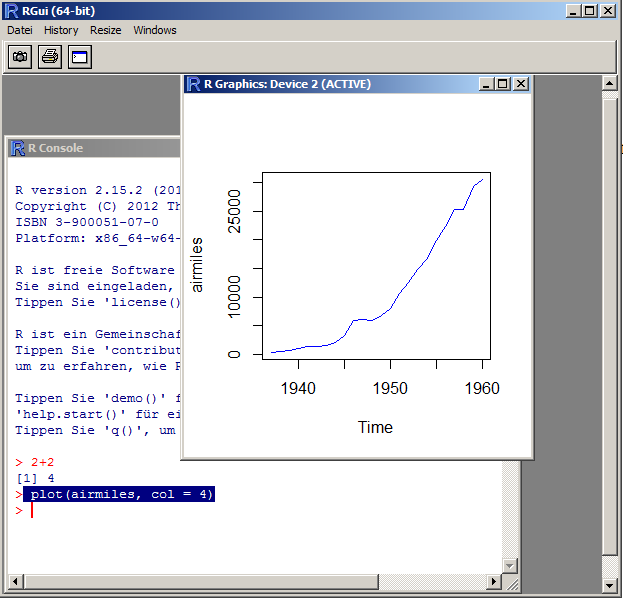 RGui (64-bit)
Datei History Resize Windows
R Graphics: Device 2 (ACTIVE)
airmiles
0 10000 25000
1940 1950 1960
Time
R Console
R version 2.15.2 (201
Copyright (C) 2012 Th
ISBN 3-900051-07-0
Platform: x86_64-w64-
R ist freie Software
Sie sind eingeladen,
Tippen Sie 'license()
R ist ein Gemeinschaf
Tippen Sie 'contribut
um zu erfahren, wie R
Tippen Sie 'demo()' f
'help.start()' für ei
Tippen Sie 'q()', um
> 2+2
[1] 4
> plot(airmiles, col = 4)
>